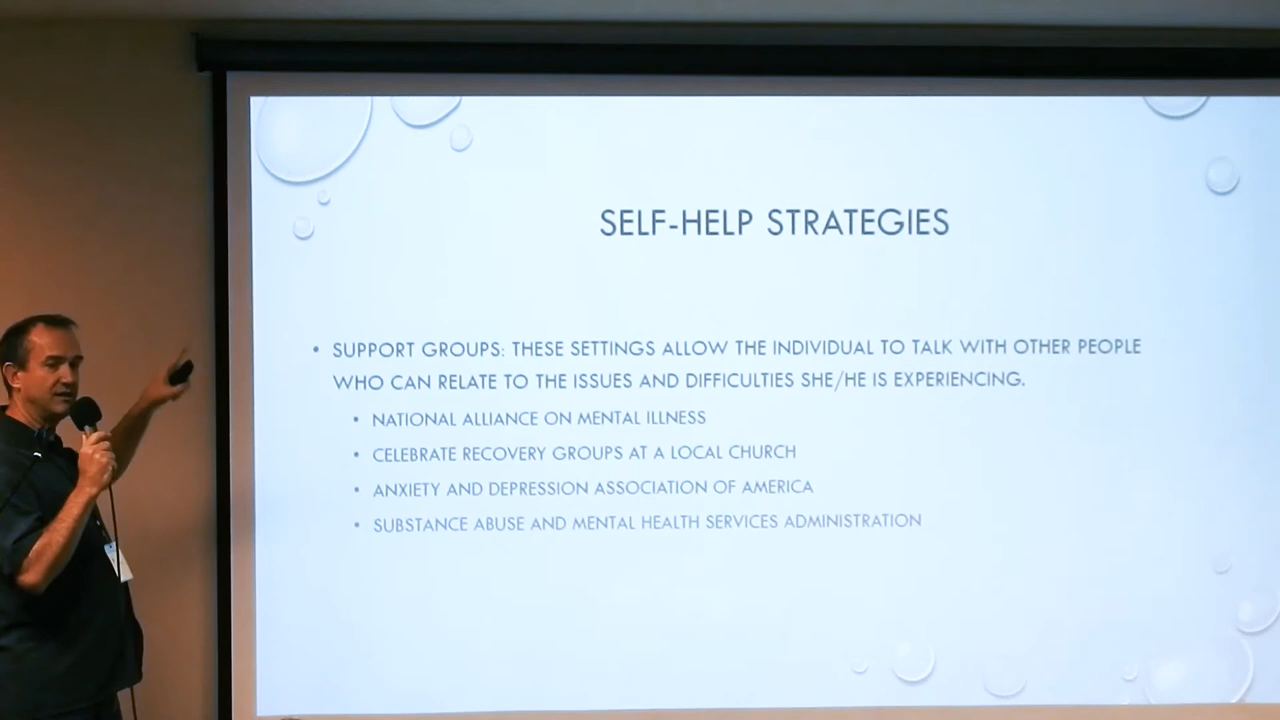 SELF-HELP STRATEGIES
• SUPPORT GROUPS: THESE SETTINGS ALLOW THE INDIVIDUAL TO TALK WITH OTHER PEOPLE
WHO CAN RELATE TO THE ISSUES AND DIFFICULTIES SHE/HE IS EXPERIENCING.
• NATIONAL ALLIANCE ON MENTAL ILLNESS
• CELEBRATE RECOVERY GROUPS AT A LOCAL CHURCH
• ANXIETY AND DEPRESSION ASSOCIATION OF AMERICA
• SUBSTANCE ABUSE AND MENTAL HEALTH SERVICES ADMINISTRATION